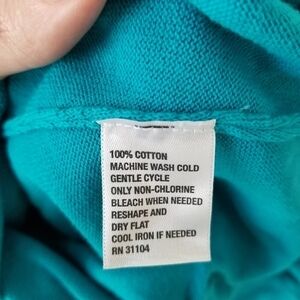 100% COTTON
MACHINE WASH COLD
GENTLE CYCLE
ONLY NON-CHLORINE
BLEACH WHEN NEEDED
RESHAPE AND
DRY FLAT
COOL IRON IF NEEDED
RN 31104